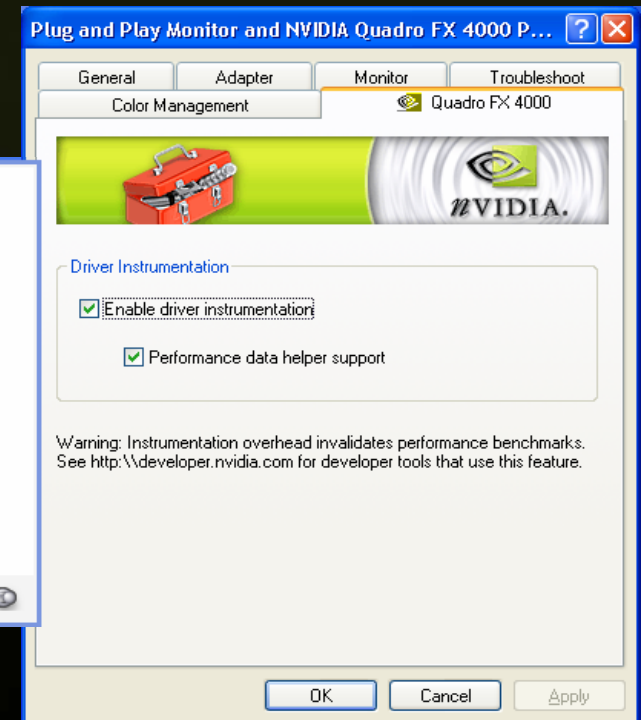 Plug and Play Monitor and NVIDIA Quadro FX 4000 P...
General Adapter Monitor Troubleshoot
Color Management Quadro FX 4000
nVIDIA.
Driver Instrumentation
Enable driver instrumentation
Performance data helper support
Warning: Instrumentation overhead invalidates performance benchmarks.
See http:\\developer.nvidia.com for developer tools that use this feature.
OK Cancel Apply